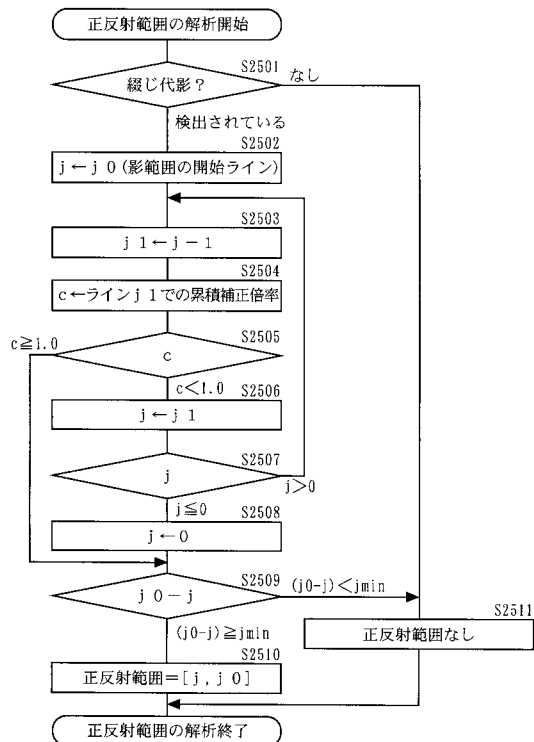 正反射範囲の解析開始
S2501
綴じ代影?
なし
検出されている
S2502
j←j0(影範囲の開始ライン)
S2503
j1←j−1
S2504
c←ラインj1での累積補正倍率
S2505
c≧1.0
c
c<1.0
S2506
j←j1
S2507
j
j>0
j≦0
S2508
j←0
S2509
j0−j
(j0-j)<jmin
S2511
正反射範囲なし
(j0-j)≧jmin
S2510
正反射範囲=[j,j0]
正反射範囲の解析終了